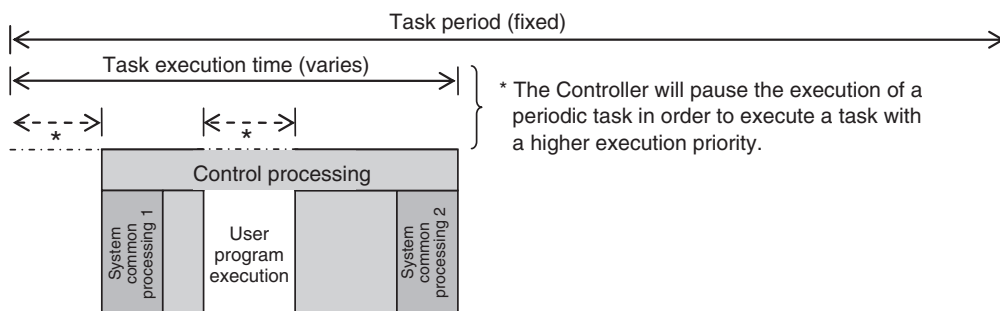 Task period (fixed)
Task execution time (varies)
* The Controller will pause the execution of a
periodic task in order to execute a task with
a higher execution priority.
*
*
Control processing
System
common
processing 1
User
program
execution
System
common
processing 2